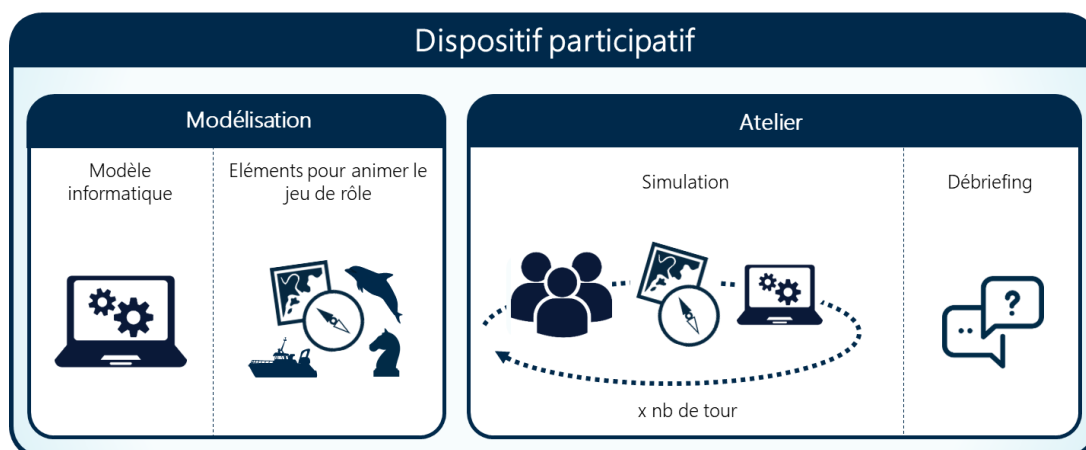 Dispositif participatif
Modélisation
Modèle
informatique
Eléments pour animer le
jeu de rôle
Atelier
Simulation
x nb de tour
Débriefing
?